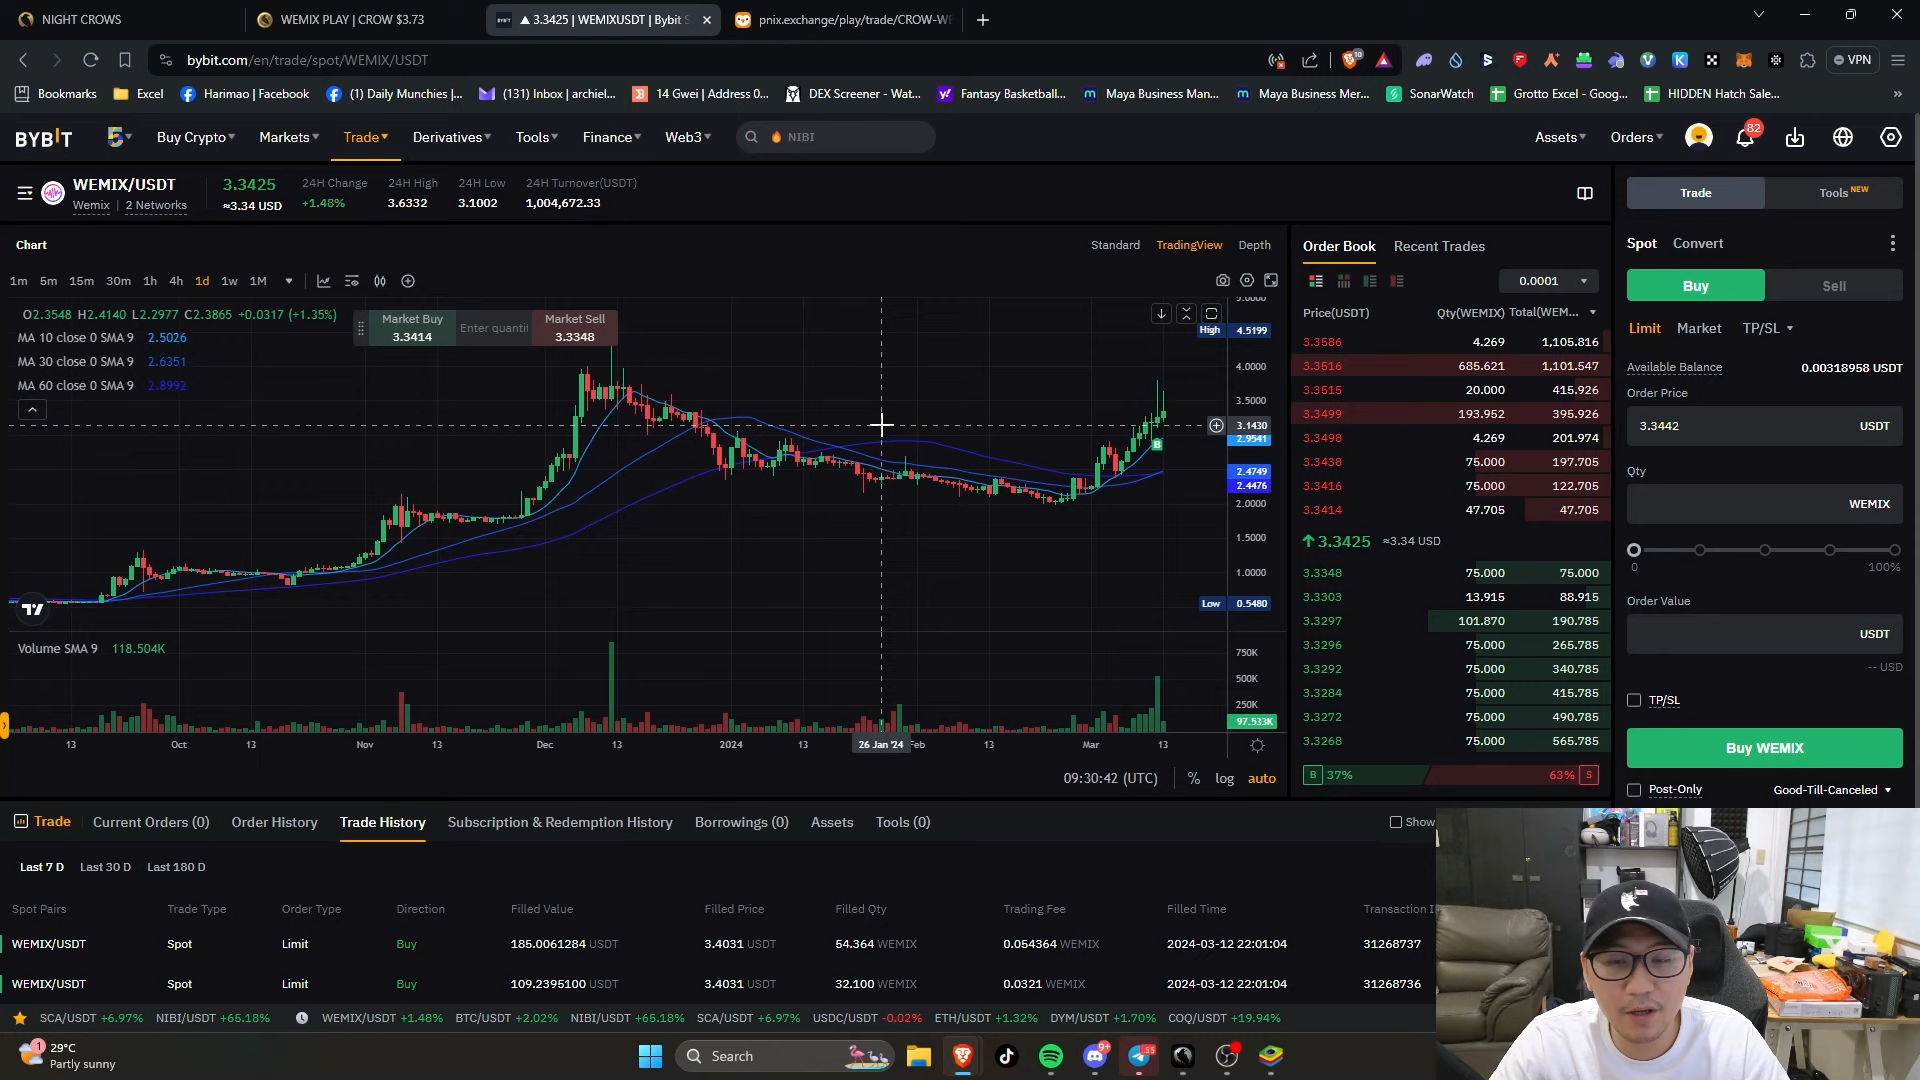 NIGHT CROWS
WEMIX PLAY | CROW $3.73
▲ 3.3425 | WEMIXUSDT | Bybit S
pnix.exchange/play/trade/CROW-WE
bybit.com/en/trade/spot/WEMIX/USDT
10
VPN
Bookmarks
Excel
Harimao | Facebook
(1) Daily Munchies |...
(131) Inbox | archiel...
14 Gwei | Address 0...
DEX Screener - Wat...
Fantasy Basketball...
Maya Business Man...
Maya Business Mer...
SonarWatch
Grotto Excel - Goog...
HIDDEN Hatch Sale...
BYBIT
Buy Crypto
Markets
Trade
Derivatives
Tools
Finance
Web3
NIBI
Assets
Orders
82
WEMIX/USDT
Wemix | 2 Networks
3.3425
≈3.34 USD
24H Change
+1.48%
24H High
3.6332
24H Low
3.1002
24H Turnover(USDT)
1,004,672.33
Chart
Standard
TradingView
Depth
1m 5m 15m 30m 1h 4h 1d 1w 1M
O2.3548 H2.4140 L2.2977 C2.3865 +0.0317 (+1.35%)
MA 10 close 0 SMA 9 2.5026
MA 30 close 0 SMA 9 2.6351
MA 60 close 0 SMA 9 2.8992
Market Buy
3.3414
Enter quantit
Market Sell
3.3348
5.0000
High 4.5199
4.0000
3.5000
3.1430
2.9541
2.4749
2.4476
2.0000
1.5000
1.0000
Low 0.5480
B
Volume SMA 9 118.504K
750K
500K
250K
97.533K
13 Oct 13 Nov 13 Dec 13 2024 13 26 Jan '24 Feb 13 Mar 13
09:30:42 (UTC) % log auto
Order Book
Recent Trades
0.0001
Price(USDT) Qty(WEMIX) Total(WEM...
3.3586 4.269 1,105.816
3.3516 685.621 1,101.547
3.3515 20.000 415.926
3.3499 193.952 395.926
3.3498 4.269 201.974
3.3438 75.000 197.705
3.3416 75.000 122.705
3.3414 47.705 47.705
3.3425 ≈3.34 USD
3.3348 75.000 75.000
3.3303 13.915 88.915
3.3297 101.870 190.785
3.3296 75.000 265.785
3.3292 75.000 340.785
3.3284 75.000 415.785
3.3272 75.000 490.785
3.3268 75.000 565.785
B 37% 63% S
Trade
Tools NEW
Spot
Convert
Buy
Sell
Limit
Market
TP/SL
Available Balance 0.00318958 USDT
Order Price
3.3442 USDT
Qty
WEMIX
0 100%
Order Value
USDT
-- USD
TP/SL
Buy WEMIX
Post-Only
Good-Till-Canceled
Trade
Current Orders (0)
Order History
Trade History
Subscription & Redemption History
Borrowings (0)
Assets
Tools (0)
Show
Last 7 D
Last 30 D
Last 180 D
Spot Pairs Trade Type Order Type Direction Filled Value Filled Price Filled Qty Trading Fee Filled Time Transaction I
WEMIX/USDT Spot Limit Buy 185.0061284 USDT 3.4031 USDT 54.364 WEMIX 0.054364 WEMIX 2024-03-12 22:01:04 31268737
WEMIX/USDT Spot Limit Buy 109.2395100 USDT 3.4031 USDT 32.100 WEMIX 0.0321 WEMIX 2024-03-12 22:01:04 31268736
SCA/USDT +6.97% NIBI/USDT +65.18% WEMIX/USDT +1.48% BTC/USDT +2.02% NIBI/USDT +65.18% SCA/USDT +6.97% USDC/USDT -0.02% ETH/USDT +1.32% DYM/USDT +1.70% COQ/USDT +19.94%
1
29°C
Partly sunny
Search
9+
55